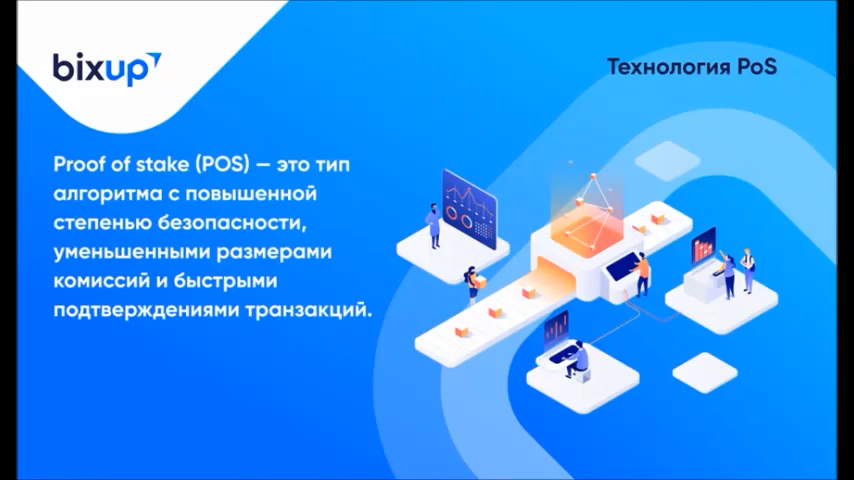 bixup
Технология PoS
Proof of stake (POS) — это тип
алгоритма с повышенной
степенью безопасности,
уменьшенными размерами
комиссий и быстрыми
подтверждениями транзакций.